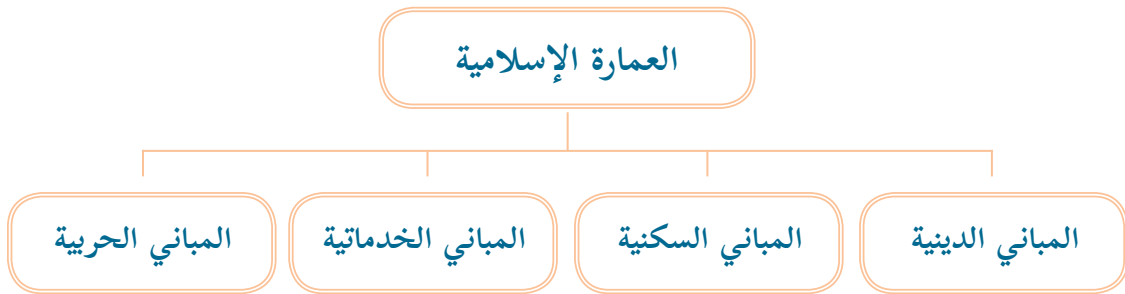 العمارة الإسلامية
المباني الدينية
المباني السكنية
المباني الخدماتية
المباني الحربية